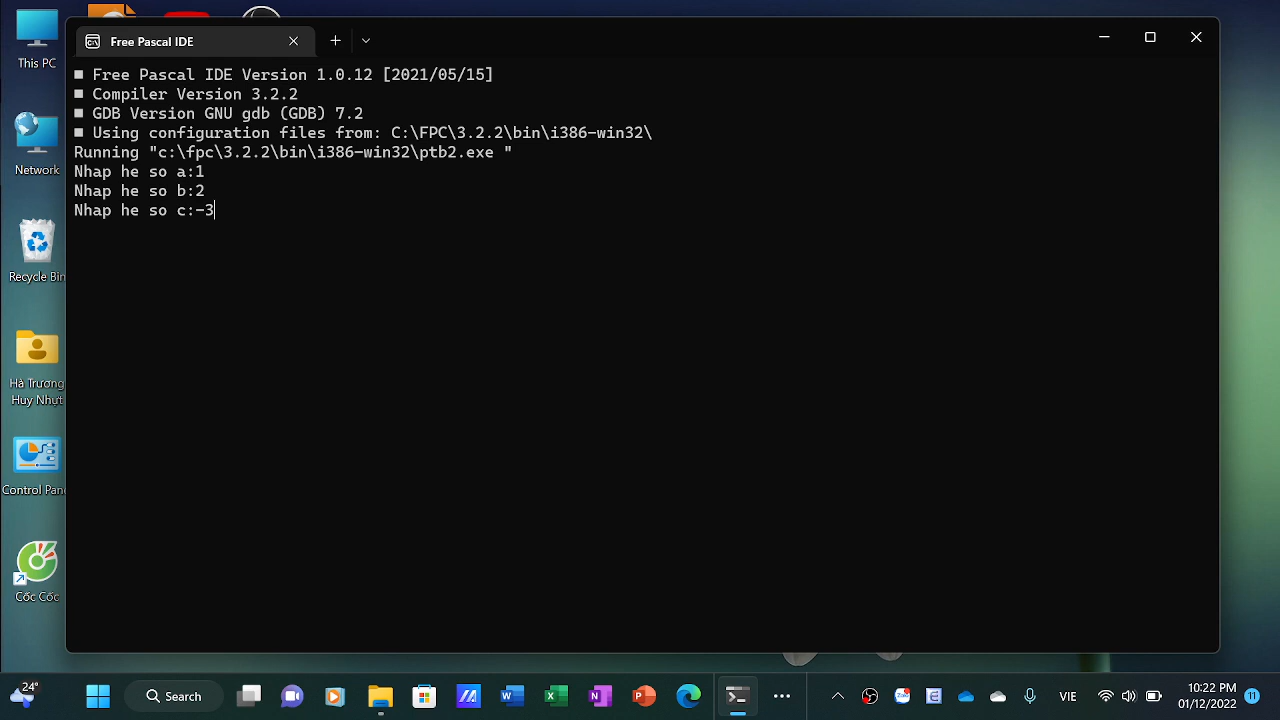 This PC
Network
Recycle Bin
Hà Trương
Huy Nhựt
Control Pane
Cốc Cốc
Free Pascal IDE
■ Free Pascal IDE Version 1.0.12 [2021/05/15]
■ Compiler Version 3.2.2
■ GDB Version GNU gdb (GDB) 7.2
■ Using configuration files from: C:\FPC\3.2.2\bin\i386-win32\
Running "c:\fpc\3.2.2\bin\i386-win32\ptb2.exe "
Nhap he so a:1
Nhap he so b:2
Nhap he so c:-3
24°
Search
VIE
10:22 PM
01/12/2022
11